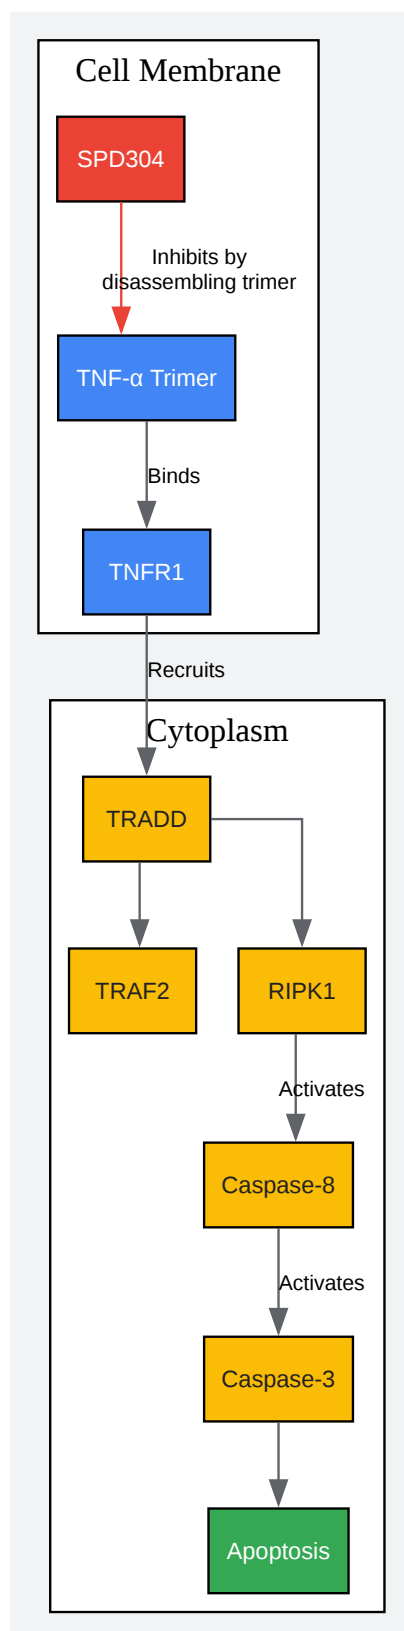 Cell Membrane
SPD304
Inhibits by
disassembling trimer
TNF-α Trimer
Binds
TNFR1
Recruits
Cytoplasm
TRADD
TRAF2
RIPK1
Activates
Caspase-8
Activates
Caspase-3
Apoptosis